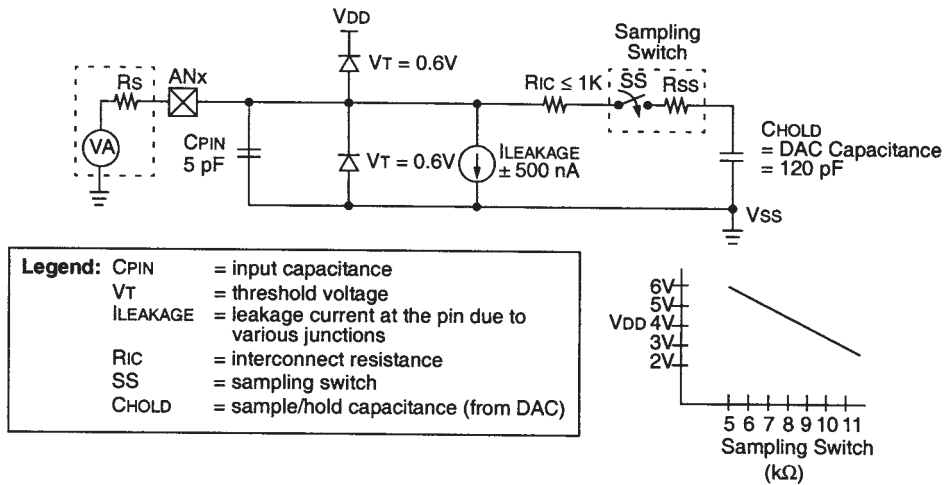 VDD
Sampling
Switch
RS
ANx
VT = 0.6V
RIC ≤ 1K
SS
RSS
VA
CPIN
5 pF
VT = 0.6V
ILEAKAGE
± 500 nA
CHOLD
= DAC Capacitance
= 120 pF
VSS
Legend: CPIN = input capacitance
VT = threshold voltage
ILEAKAGE = leakage current at the pin due to
various junctions
RIC = interconnect resistance
SS = sampling switch
CHOLD = sample/hold capacitance (from DAC)
6V
5V
VDD 4V
3V
2V
5 6 7 8 9 10 11
Sampling Switch
(kΩ)